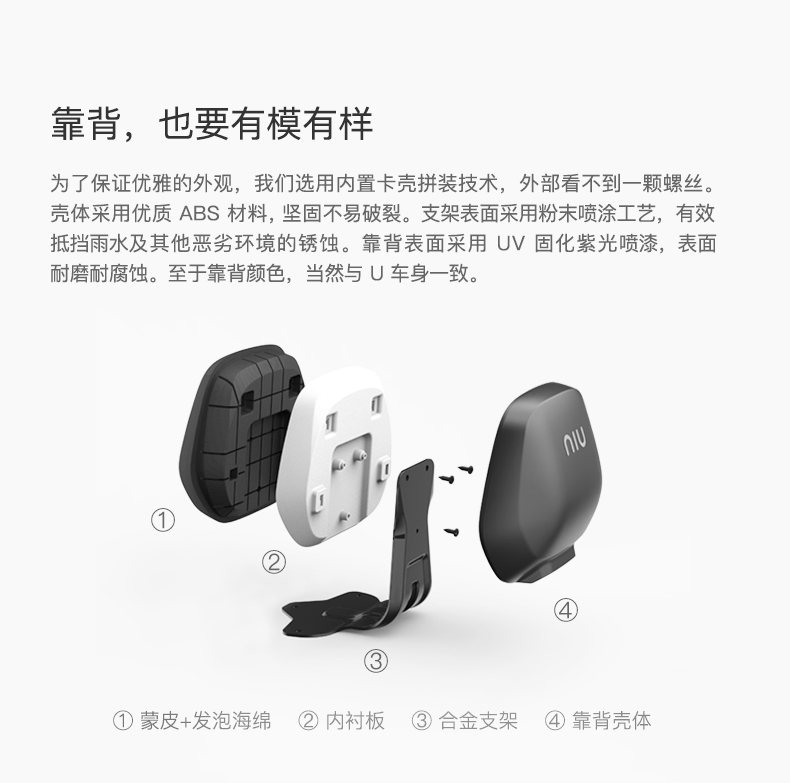 靠背，也要有模有样
为了保证优雅的外观，我们选用内置卡壳拼装技术，外部看不到一颗螺丝。
壳体采用优质 ABS 材料，坚固不易破裂。支架表面采用粉末喷涂工艺，有效
抵挡雨水及其他恶劣环境的锈蚀。靠背表面采用 UV 固化紫光喷漆，表面
耐磨耐腐蚀。至于靠背颜色，当然与 U 车身一致。
NIU
①
②
④
③
① 蒙皮+发泡海绵 ② 内衬板 ③ 合金支架 ④ 靠背壳体